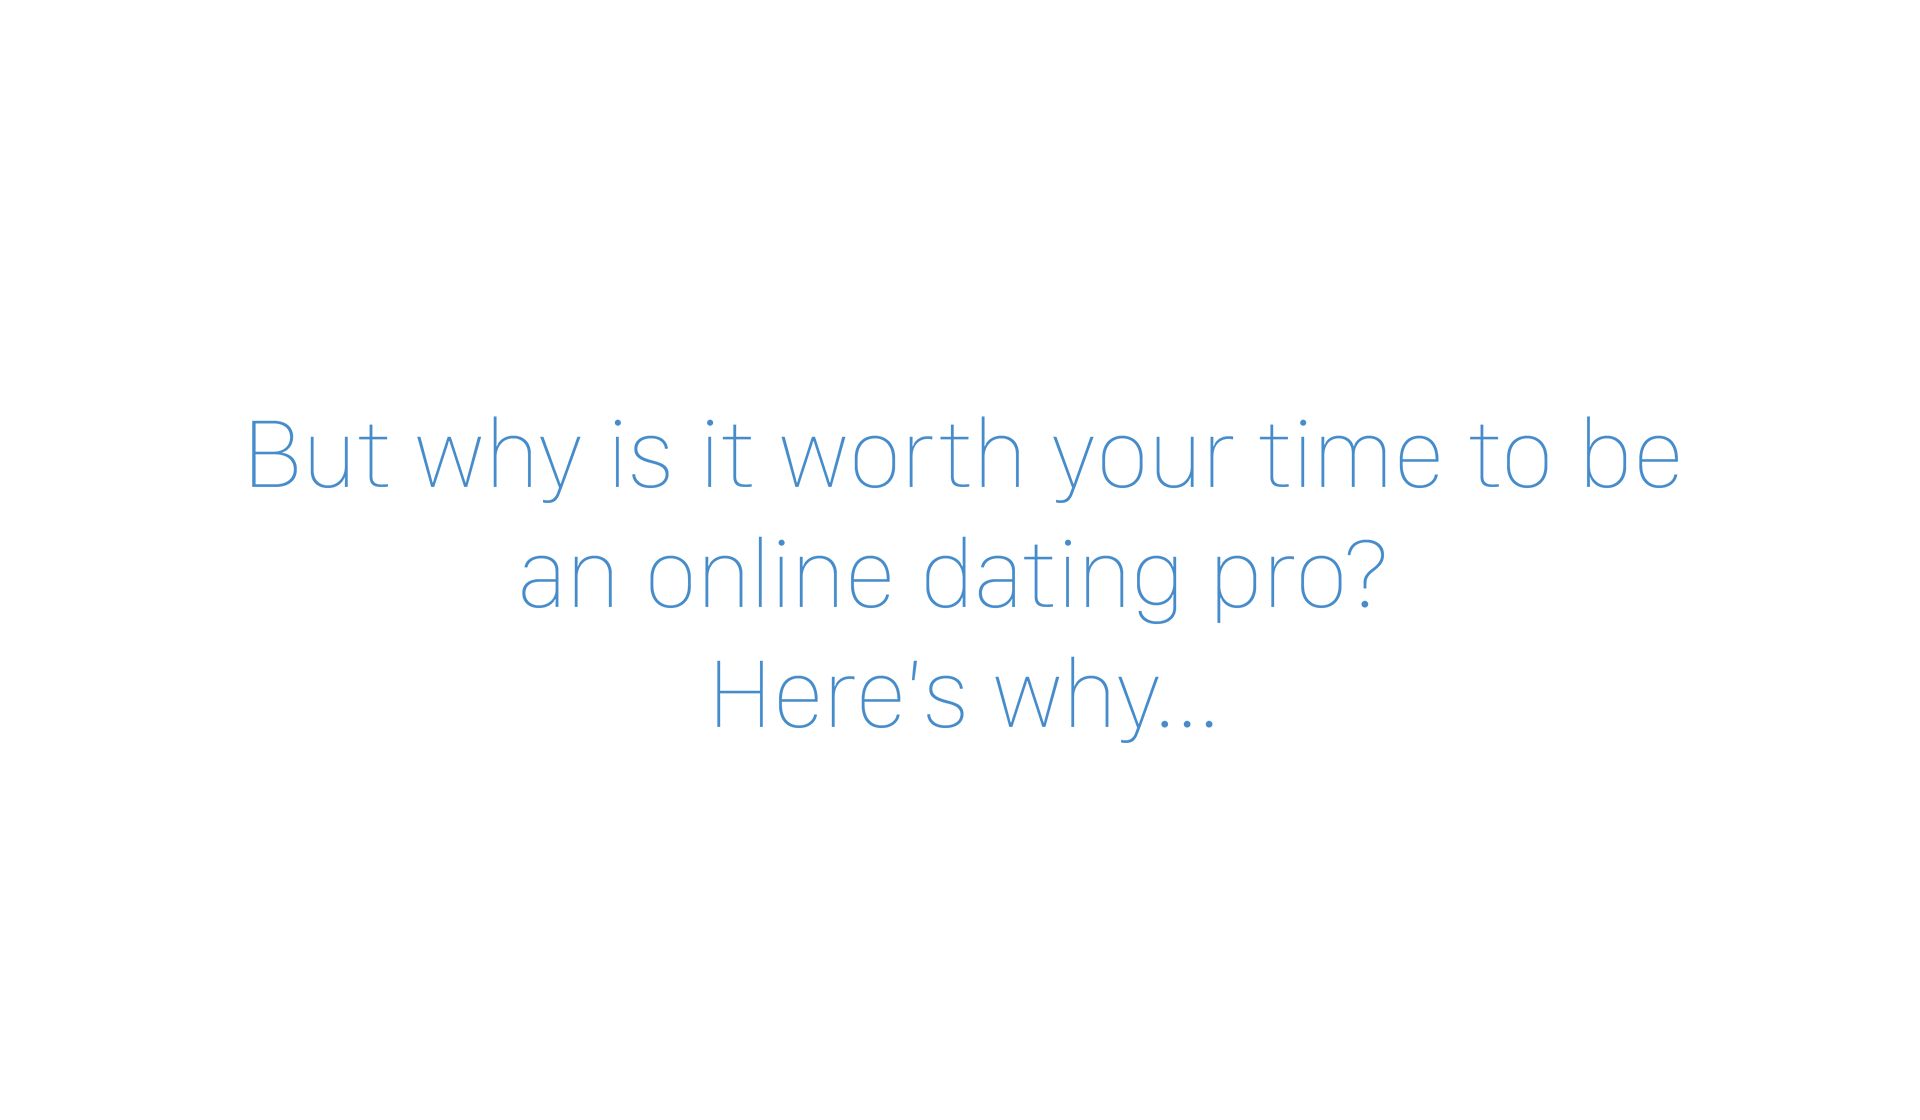 But why is it worth your time to be
an online dating pro?
Here's why...